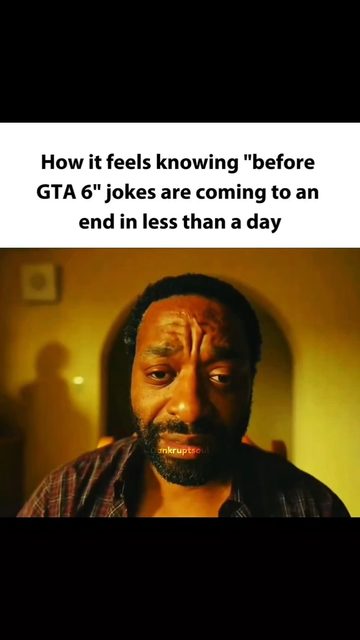 How it feels knowing "before
GTA 6" jokes are coming to an
end in less than a day